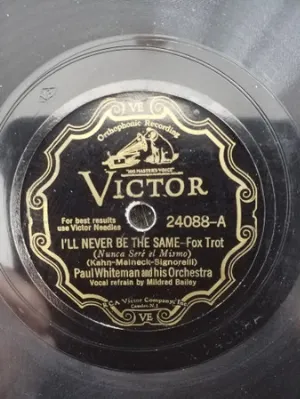 VE
Orthophonic Recording
"HIS MASTER'S VOICE"
VICTOR
For best results
use Victor Needles
24088-A
I'LL NEVER BE THE SAME-Fox Trot
(Nunca Seré el Mismo)
(Kahn-Malneck-Signorelli)
Paul Whiteman and his Orchestra
Vocal refrain by Mildred Bailey
RCA Victor Company, Inc.
Camden, N.J.
VE